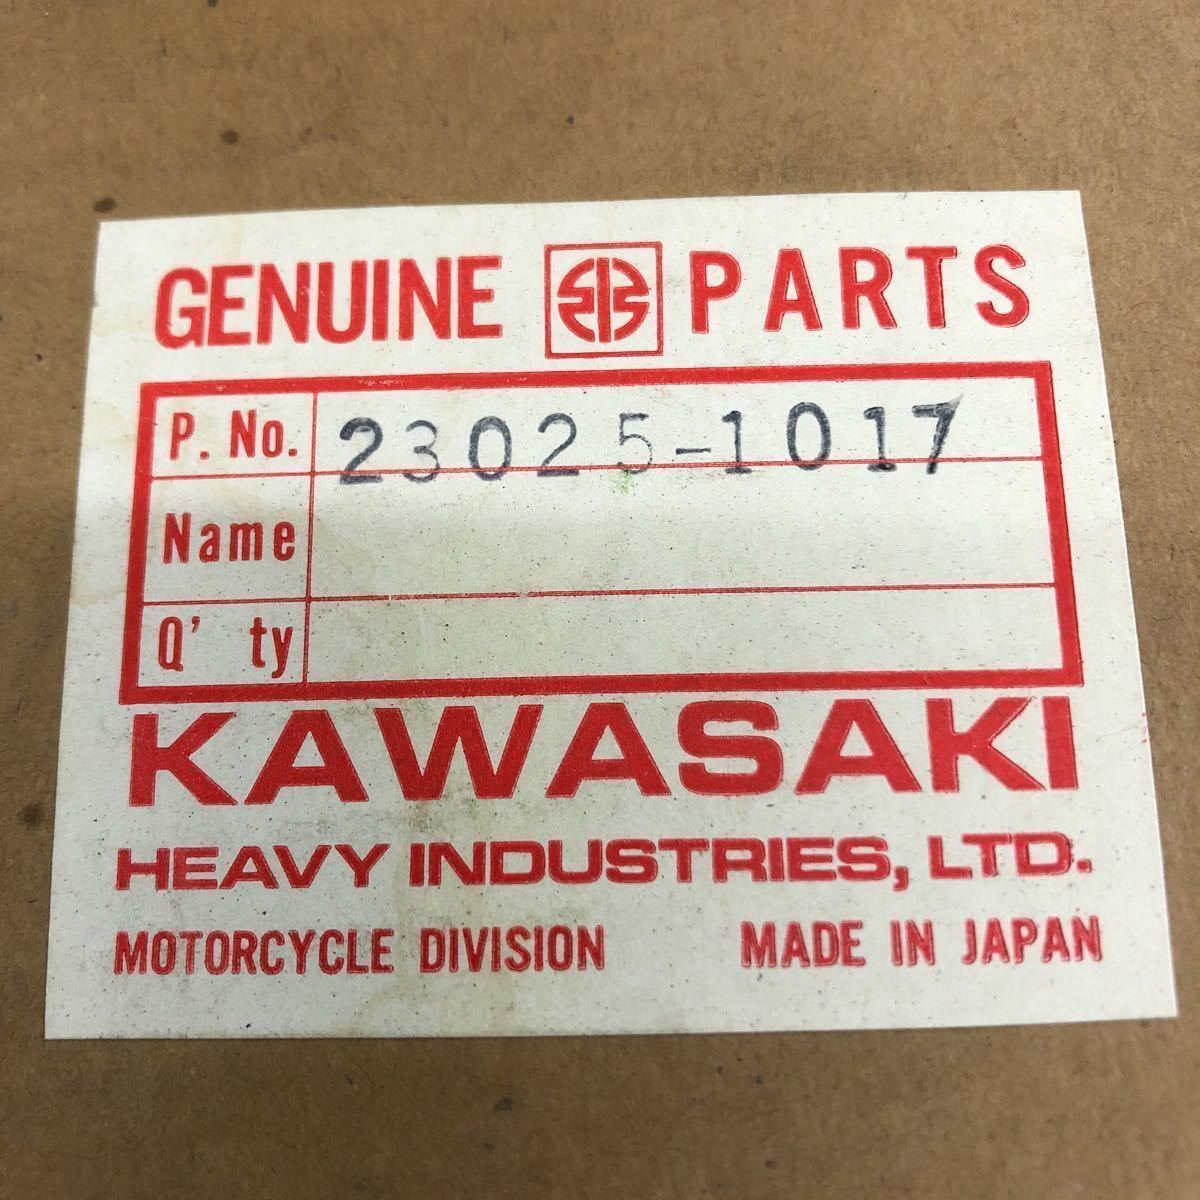 GENUINE PARTS
P. No. 23025-1017
Name
Q' ty
KAWASAKI
HEAVY INDUSTRIES, LTD.
MOTORCYCLE DIVISION MADE IN JAPAN